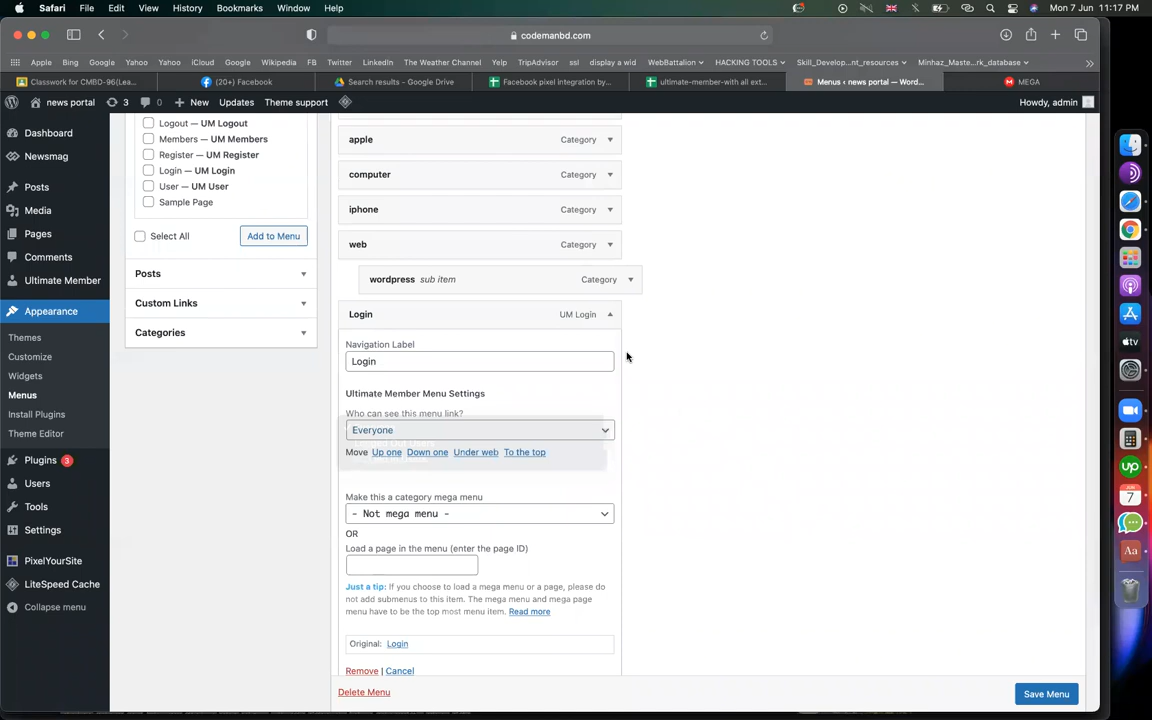 Safari File Edit View History Bookmarks Window Help Mon 7 Jun 11:17 PM
codemanbd.com
Apple Bing Google Yahoo Yahoo iCloud Google Wikipedia FB Twitter LinkedIn The Weather Channel Yelp TripAdvisor ssl display a wid WebBattalion HACKING TOOLS Skill_Develop...nt_resources Minhaz_Maste...rk_database
Classwork for CMBD-96(Lea... (20+) Facebook Search results - Google Drive Facebook pixel integration by... ultimate-member-with all ext... Menus ‹ news portal — Word... MEGA
news portal 3 0 New Updates Theme support Howdy, admin
Dashboard
Newsmag
Posts
Media
Pages
Comments
Ultimate Member
Appearance
Themes
Customize
Widgets
Menus
Install Plugins
Theme Editor
Plugins 3
Users
Tools
Settings
PixelYourSite
LiteSpeed Cache
Collapse menu
Logout — UM Logout
Members — UM Members
Register — UM Register
Login — UM Login
User — UM User
Sample Page
Select All Add to Menu
Posts
Custom Links
Categories
apple Category
computer Category
iphone Category
web Category
wordpress sub item Category
Login UM Login
Navigation Label
Login
Ultimate Member Menu Settings
Who can see this menu link?
Everyone
Move Up one Down one Under web To the top
Make this a category mega menu
- Not mega menu -
OR
Load a page in the menu (enter the page ID)
Just a tip: If you choose to load a mega menu or a page, please do
not add submenus to this item. The mega menu and mega page
menu have to be the top most menu item. Read more
Original: Login
Remove | Cancel
Delete Menu Save Menu
tv
up
7
Aa